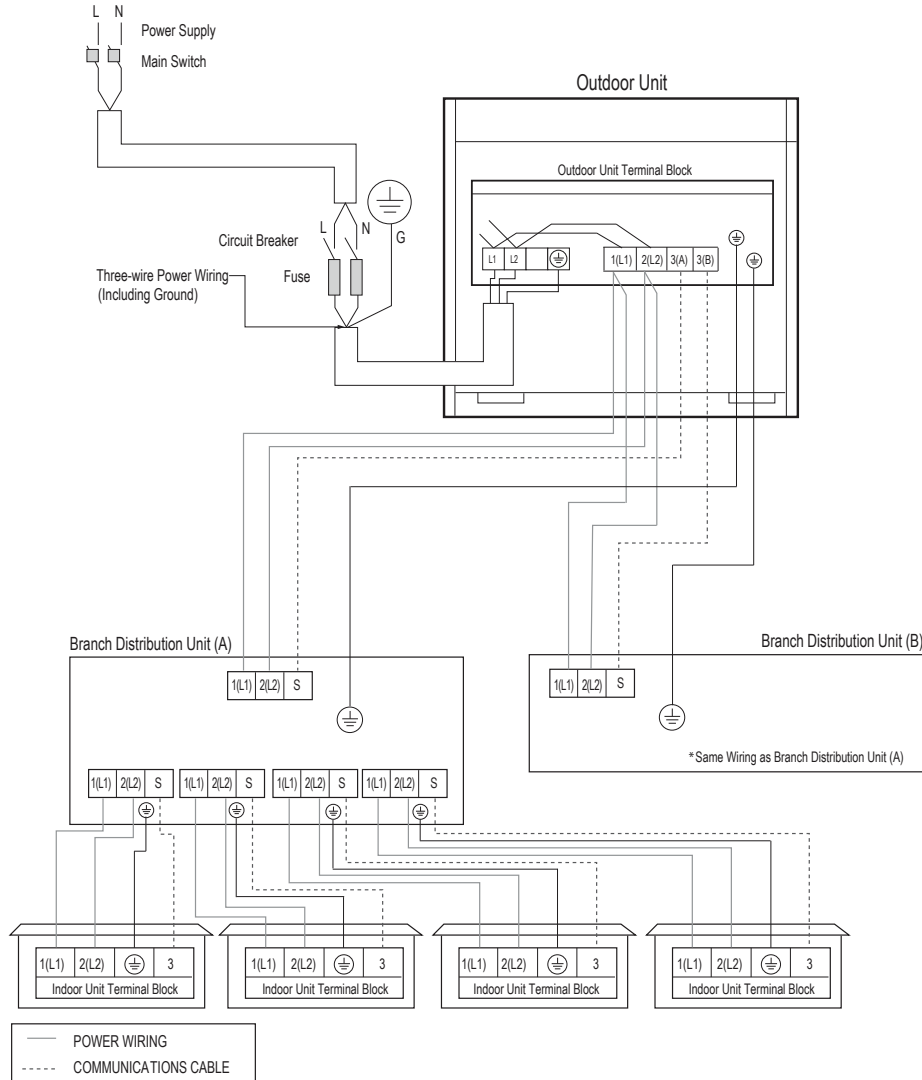 L N
Power Supply
Main Switch
Outdoor Unit
Outdoor Unit Terminal Block
L1 L2
1(L1) 2(L2) 3(A) 3(B)
L N
G
Circuit Breaker
Fuse
Three-wire Power Wiring
(Including Ground)
Branch Distribution Unit (A)
1(L1) 2(L2) S
1(L1) 2(L2) S
1(L1) 2(L2) S
1(L1) 2(L2) S
1(L1) 2(L2) S
Branch Distribution Unit (B)
1(L1) 2(L2) S
*Same Wiring as Branch Distribution Unit (A)
1(L1) 2(L2) 3
Indoor Unit Terminal Block
1(L1) 2(L2) 3
Indoor Unit Terminal Block
1(L1) 2(L2) 3
Indoor Unit Terminal Block
1(L1) 2(L2) 3
Indoor Unit Terminal Block
POWER WIRING
COMMUNICATIONS CABLE